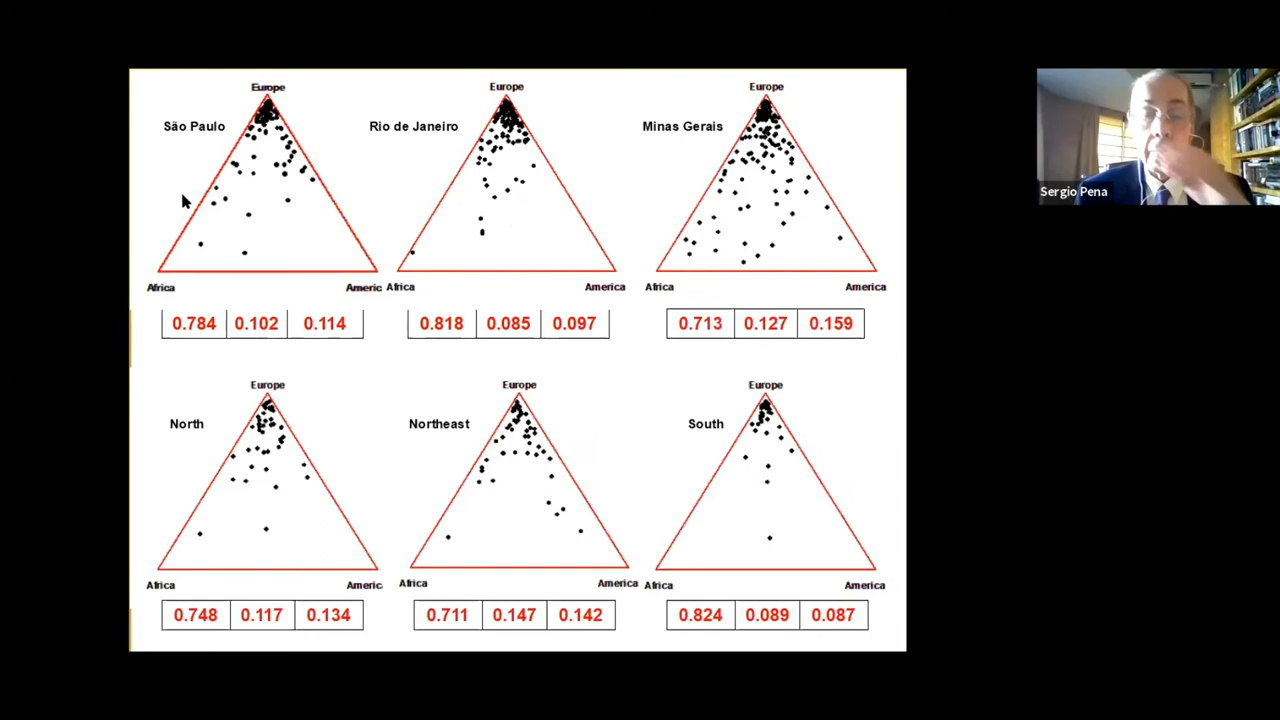 Europe
Europe
Europe
São Paulo
Rio de Janeiro
Minas Gerais
Sergio Pena
Africa
Americ
Africa
America
Africa
America
0.784 0.102 0.114
0.818 0.085 0.097
0.713 0.127 0.159
Europe
Europe
Europe
North
Northeast
South
Africa
Americ
Africa
America
Africa
America
0.748 0.117 0.134
0.711 0.147 0.142
0.824 0.089 0.087